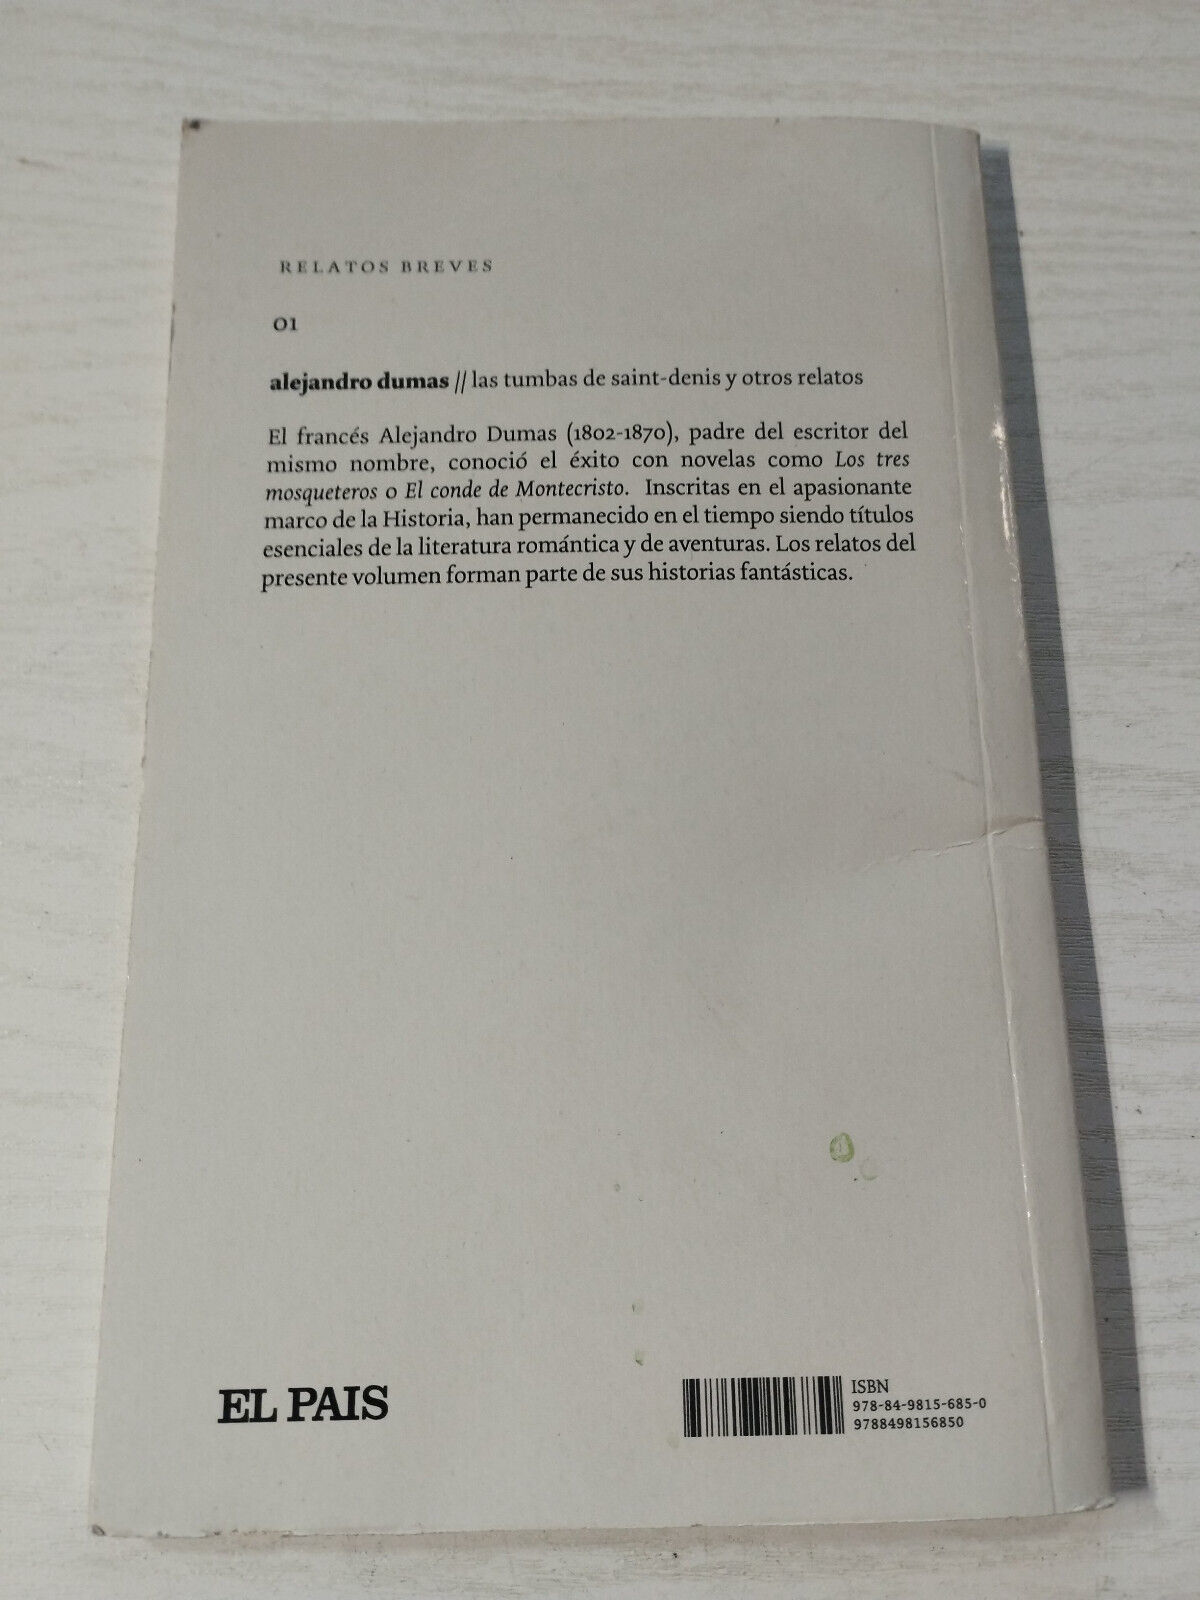 RELATOS BREVES
01
alejandro dumas // las tumbas de saint-denis y otros relatos
El francés Alejandro Dumas (1802-1870), padre del escritor del
mismo nombre, conoció el éxito con novelas como Los tres
mosqueteros o El conde de Montecristo. Inscritas en el apasionante
marco de la Historia, han permanecido en el tiempo siendo títulos
esenciales de la literatura romántica y de aventuras. Los relatos del
presente volumen forman parte de sus historias fantásticas.
EL PAIS
ISBN
978-84-9815-685-0
9788498156850